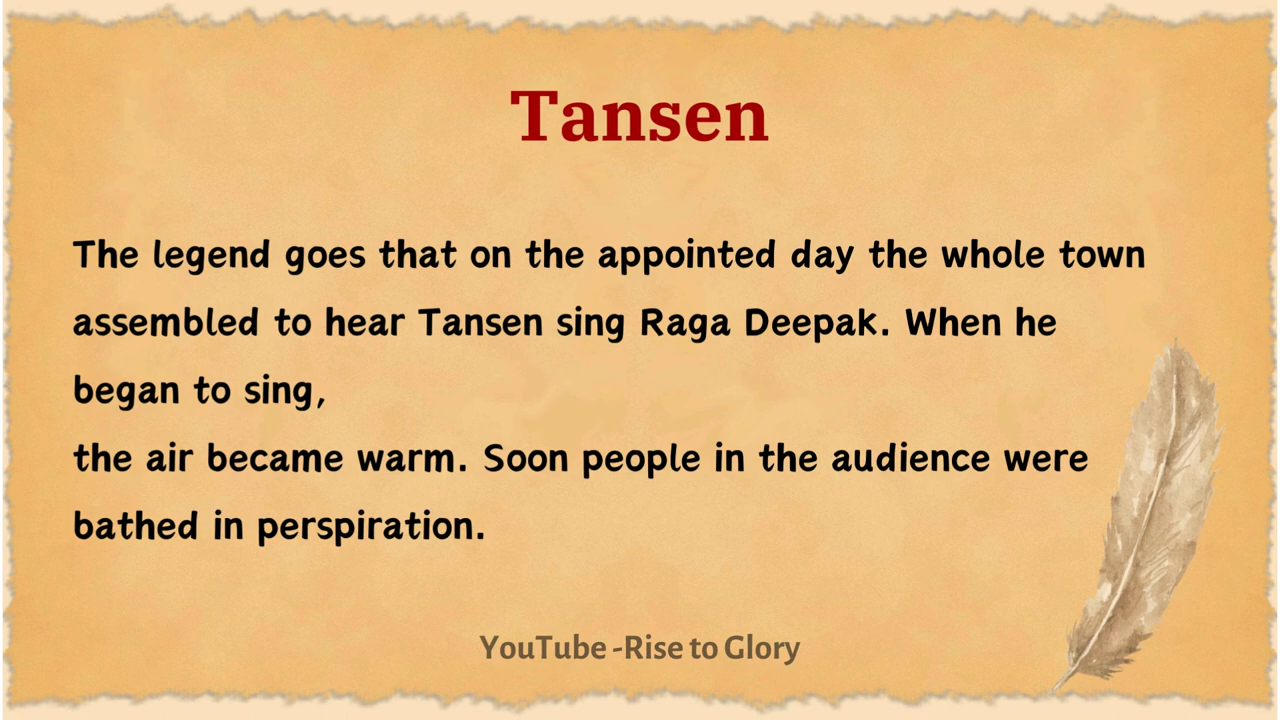 Tansen
The legend goes that on the appointed day the whole town
assembled to hear Tansen sing Raga Deepak. When he
began to sing,
the air became warm. Soon people in the audience were
bathed in perspiration.
YouTube -Rise to Glory